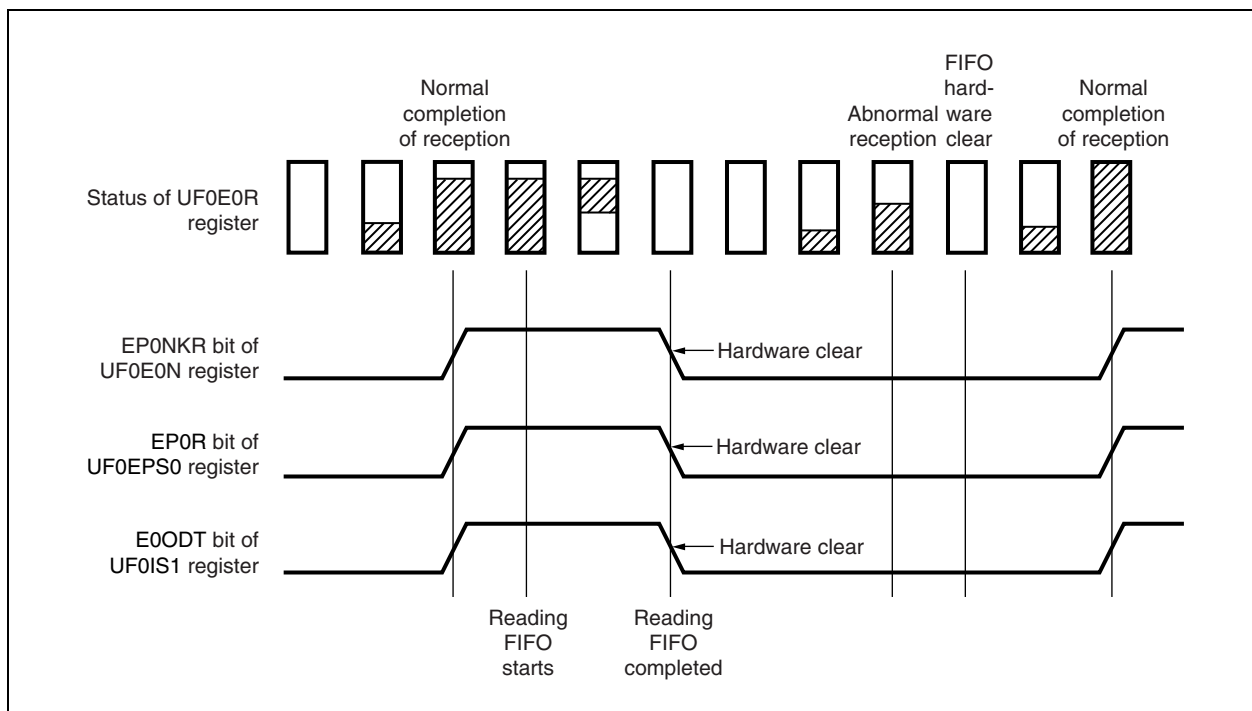 Normal
completion
of reception
Abnormal
reception
FIFO
hard-
ware
clear
Normal
completion
of reception
Status of UF0E0R
register
EP0NKR bit of
UF0E0N register
Hardware clear
EP0R bit of
UF0EPS0 register
Hardware clear
E0ODT bit of
UF0IS1 register
Hardware clear
Reading
FIFO
starts
Reading
FIFO
completed